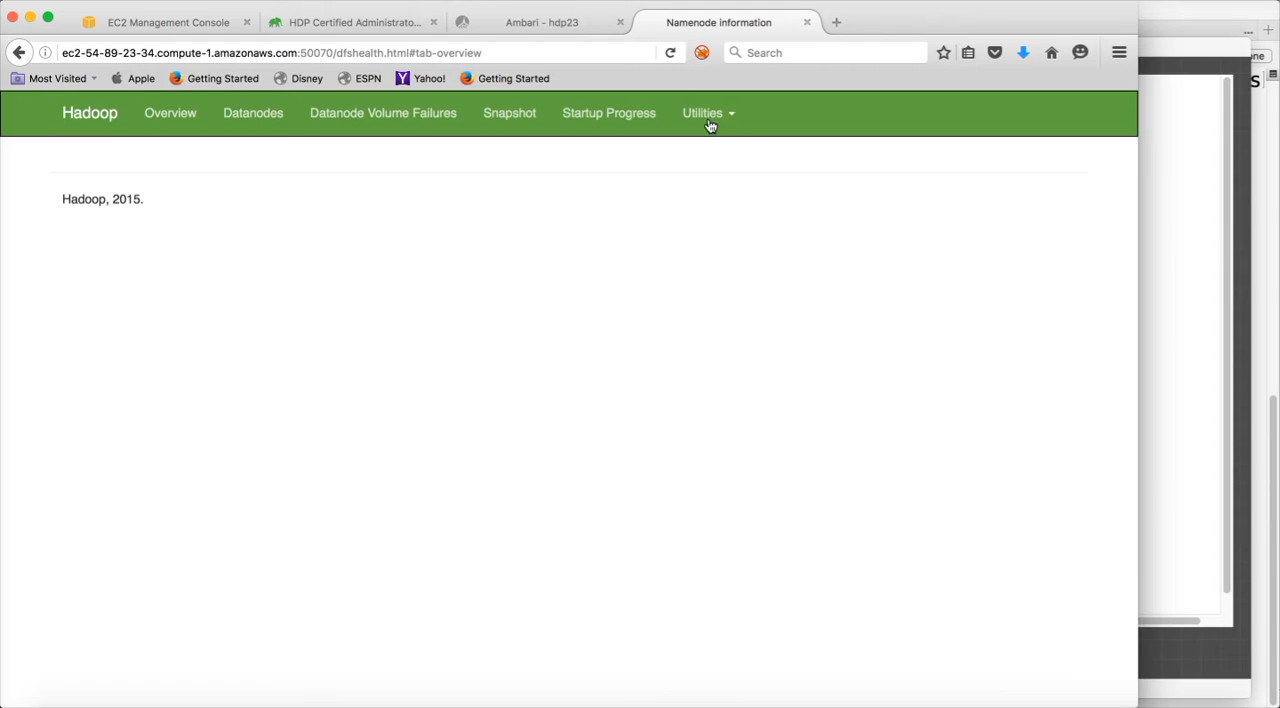 EC2 Management Console
HDP Certified Administrato...
Ambari - hdp23
Namenode information
ec2-54-89-23-34.compute-1.amazonaws.com:50070/dfshealth.html#tab-overview
Search
Most Visited
Apple
Getting Started
Disney
ESPN
Yahoo!
Getting Started
Hadoop
Overview
Datanodes
Datanode Volume Failures
Snapshot
Startup Progress
Utilities
Hadoop, 2015.